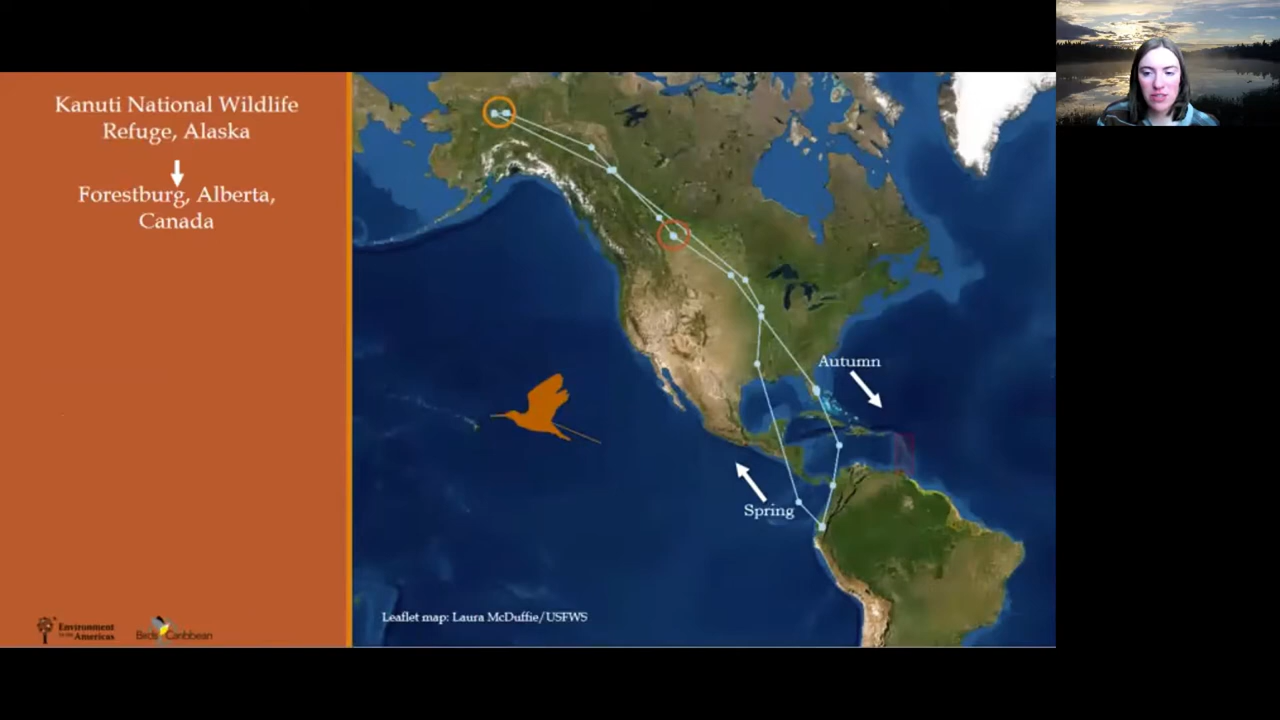 Kanuti National Wildlife
Refuge, Alaska
Forestburg, Alberta,
Canada
Autumn
Spring
Leaflet map: Laura McDuffie/USFWS
Environment
for the Americas
BirdsCaribbean